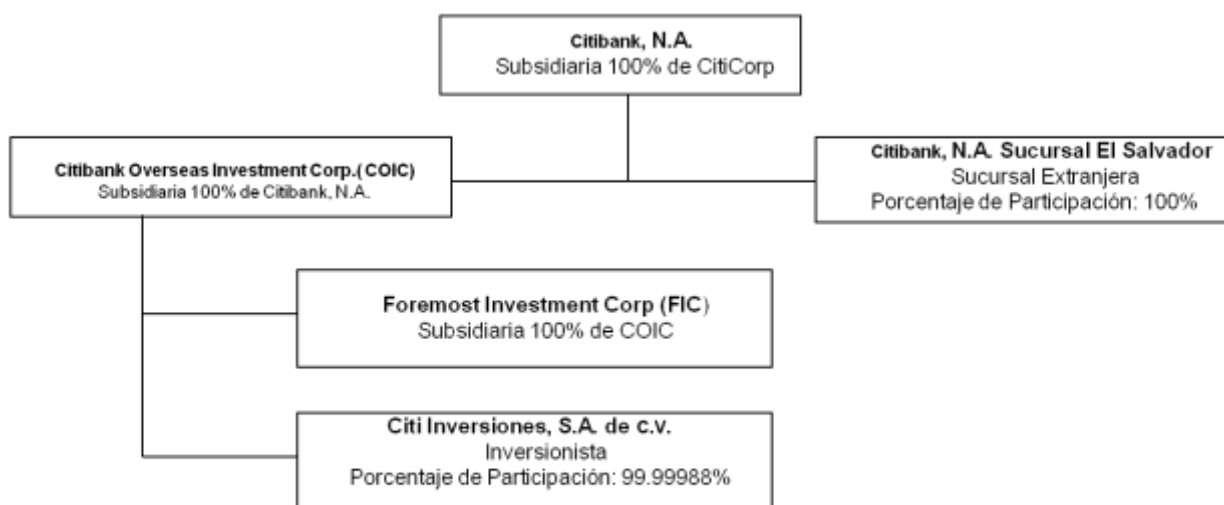 Citibank, N.A.
Subsidiaria 100% de CitiCorp
Citibank Overseas Investment Corp.(COIC)
Subsidiaria 100% de Citibank, N.A.
Citibank, N.A. Sucursal El Salvador
Sucursal Extranjera
Porcentaje de Participación: 100%
Foremost Investment Corp (FIC)
Subsidiaria 100% de COIC
Citi Inversiones, S.A. de c.v.
Inversionista
Porcentaje de Participación: 99.99988%